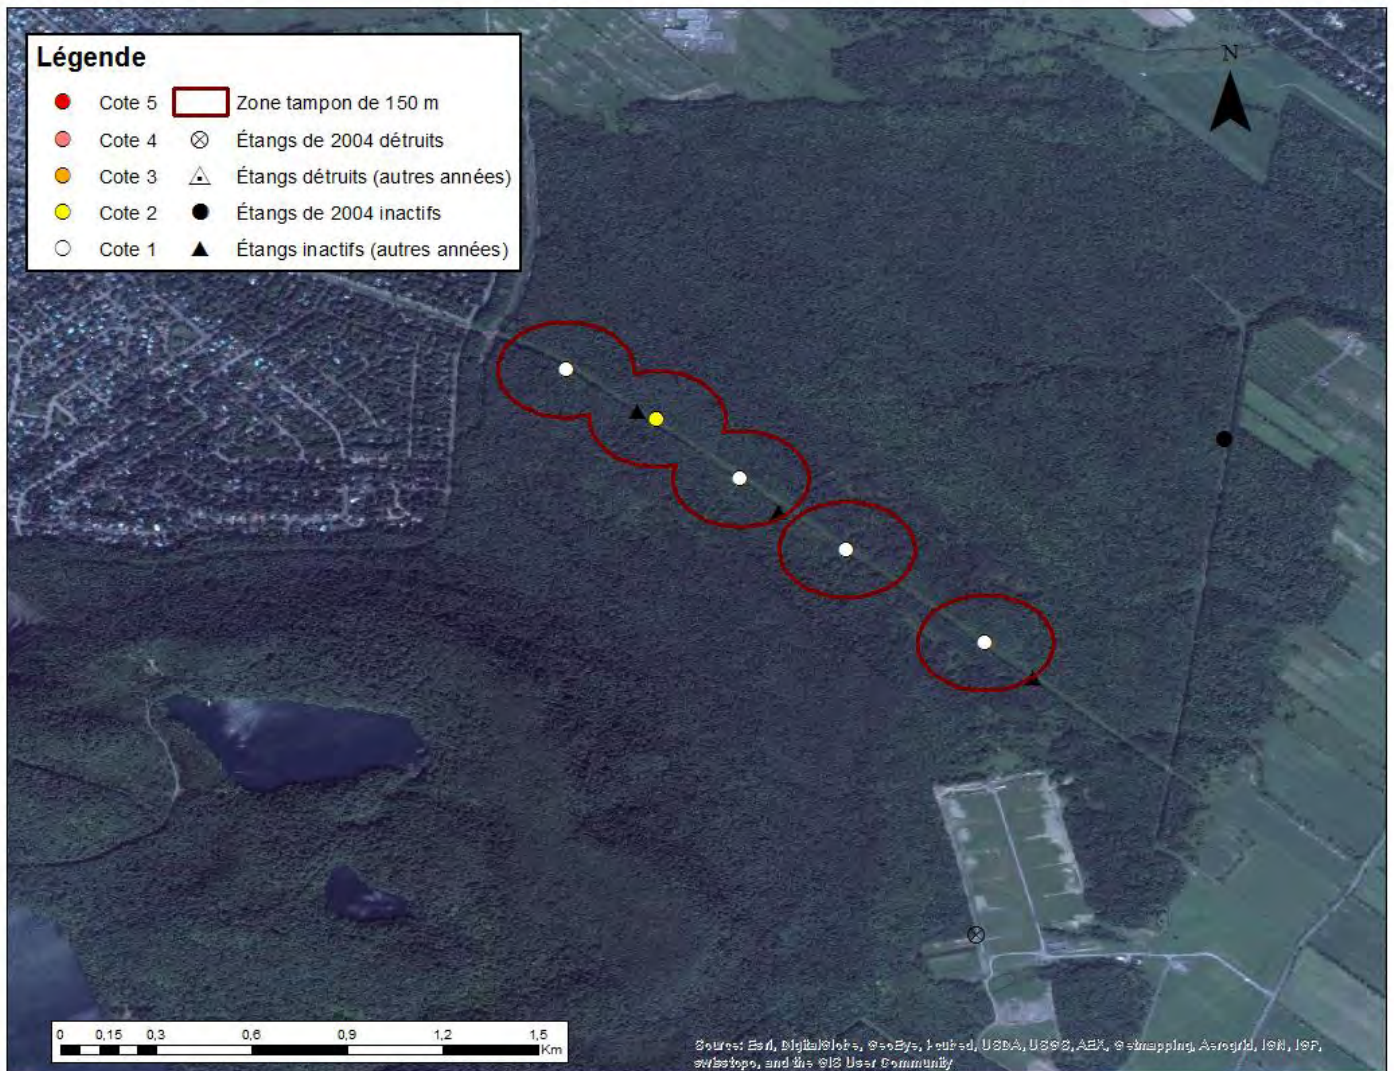 Légende
Cote 5 Zone tampon de 150 m
Cote 4 Étangs de 2004 détruits
Cote 3 Étangs détruits (autres années)
Cote 2 Étangs de 2004 inactifs
Cote 1 Étangs inactifs (autres années)
N
0 0,15 0,3 0,6 0,9 1,2 1,5
Km
Source: Esri, DigitalGlobe, GeoEye, i-cubed, USDA, USGS, AEX, Getmapping, Aerogrid, IGN, IGP,
swisstopo, and the GIS User Community